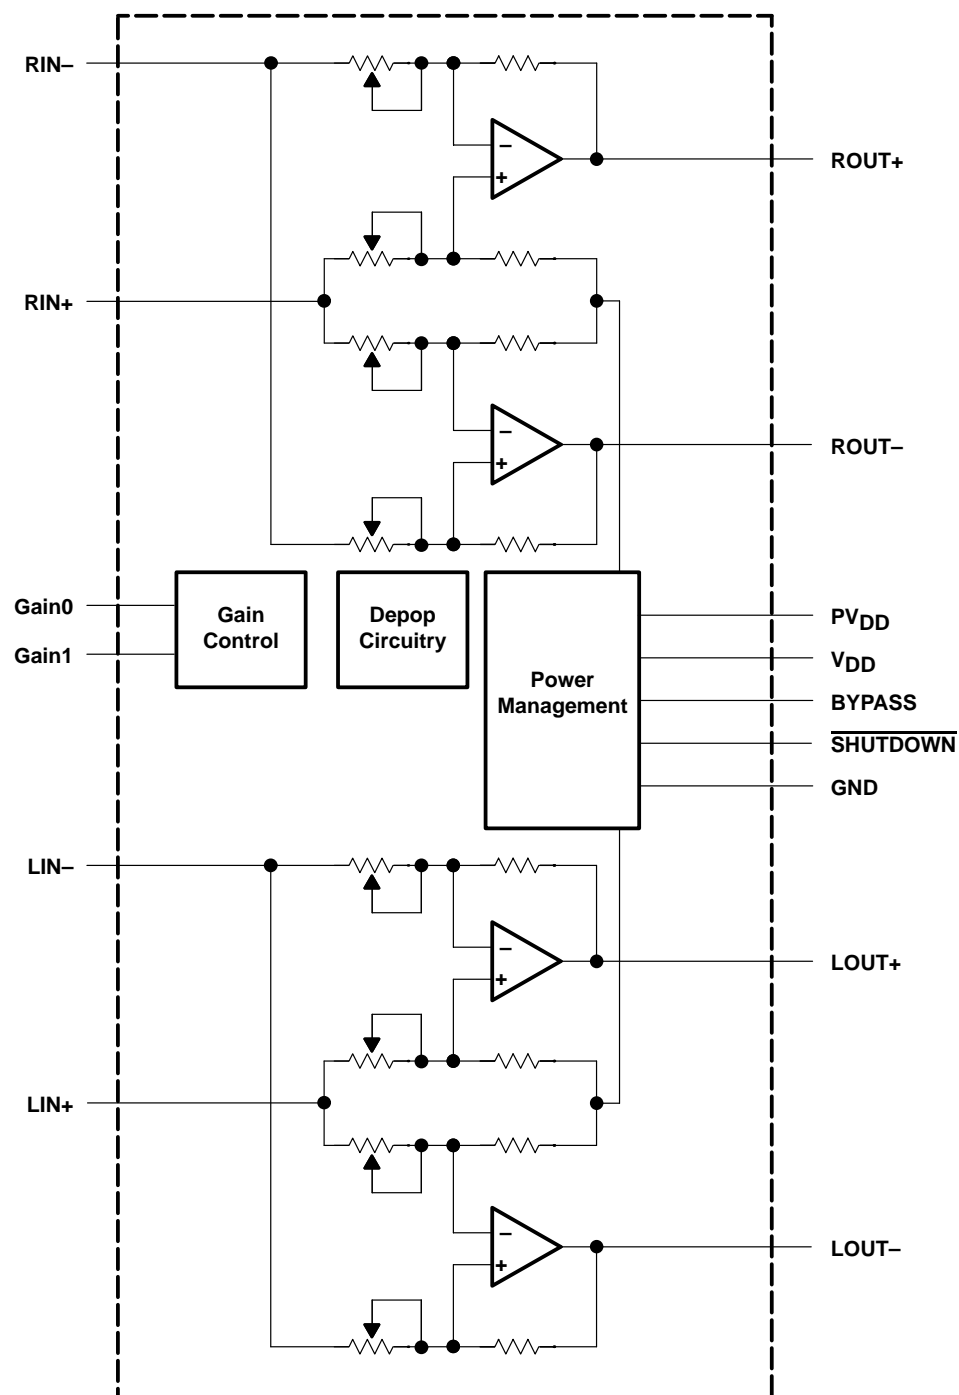 RIN–
ROUT+
RIN+
ROUT–
Gain0
Gain1
Gain
Control
Depop
Circuitry
Power
Management
PVDD
VDD
BYPASS
SHUTDOWN
GND
LIN–
LOUT+
LIN+
LOUT–
–
+
–
+
–
+
–
+